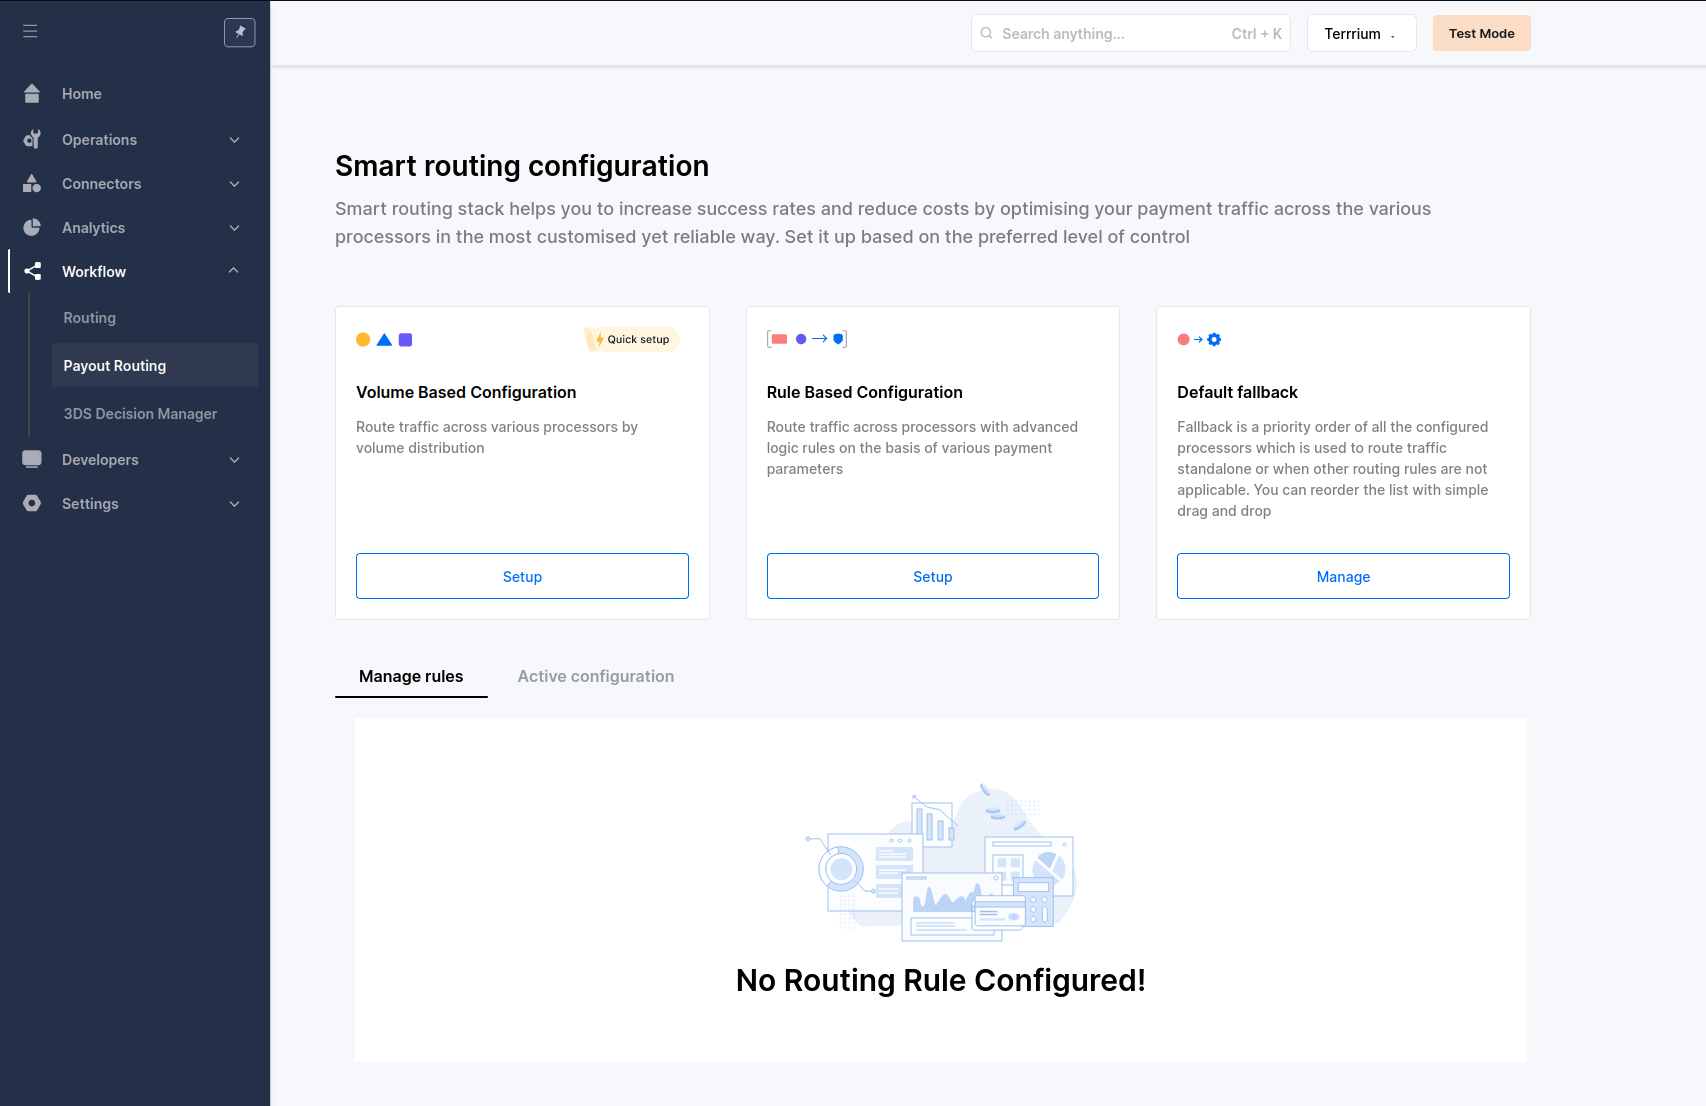 Search anything...
Ctrl + K
Terrrium
Test Mode
Home
Operations
Connectors
Analytics
Workflow
Routing
Payout Routing
3DS Decision Manager
Developers
Settings
Smart routing configuration
Smart routing stack helps you to increase success rates and reduce costs by optimising your payment traffic across the various
processors in the most customised yet reliable way. Set it up based on the preferred level of control
Quick setup
Volume Based Configuration
Route traffic across various processors by
volume distribution
Setup
Rule Based Configuration
Route traffic across processors with advanced
logic rules on the basis of various payment
parameters
Setup
Default fallback
Fallback is a priority order of all the configured
processors which is used to route traffic
standalone or when other routing rules are not
applicable. You can reorder the list with simple
drag and drop
Manage
Manage rules
Active configuration
No Routing Rule Configured!